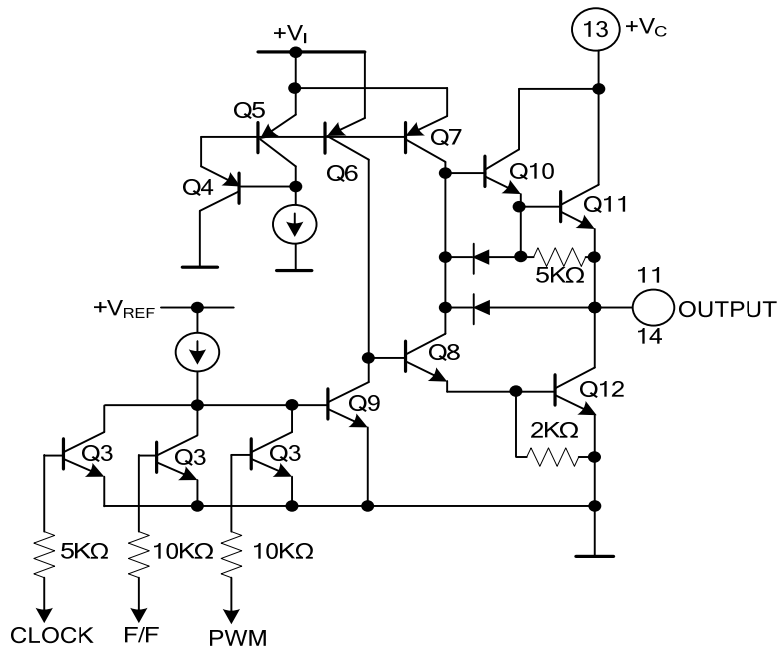 +VI
13
+VC
Q5
Q7
Q4
Q6
Q10
Q11
5KΩ
11
OUTPUT
14
+VREF
Q8
Q9
Q12
2KΩ
Q3
Q3
Q3
5KΩ
10KΩ
10KΩ
CLOCK
F/F
PWM